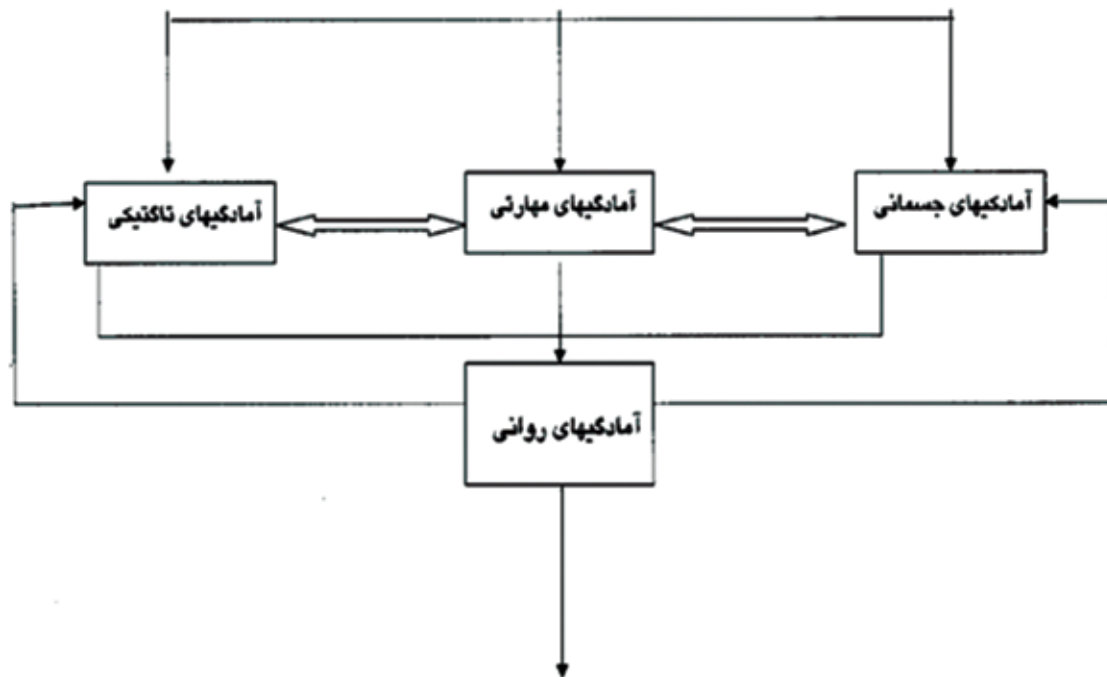 آمادگیهای جسمانی
آمادگیهای مهارتی
آمادگیهای تاکتیکی
آمادگیهای روانی